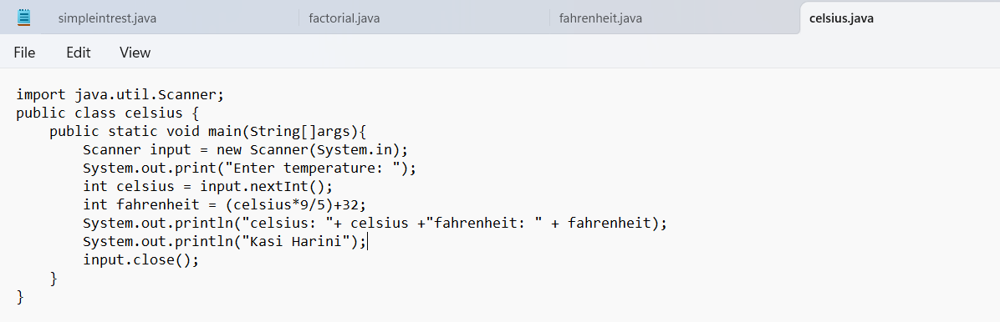 simpleintrest.java factorial.java fahrenheit.java celsius.java
File Edit View
import java.util.Scanner;
public class celsius {
    public static void main(String[]args){
        Scanner input = new Scanner(System.in);
        System.out.print("Enter temperature: ");
        int celsius = input.nextInt();
        int fahrenheit = (celsius*9/5)+32;
        System.out.println("celsius: "+ celsius +"fahrenheit: " + fahrenheit);
        System.out.println("Kasi Harini");
        input.close();
    }
}